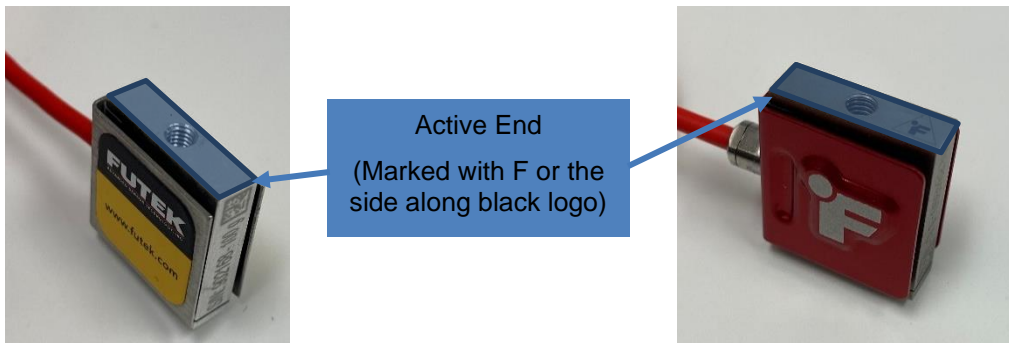 FUTEK
www.futek.com
Active End
(Marked with F or the
side along black logo)
F